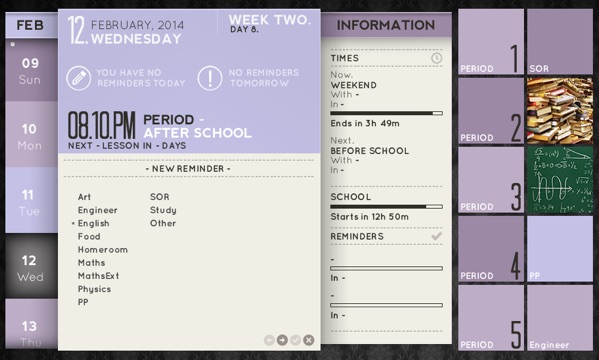 FEB
09
Sun
10
Mon
11
Tue
12
Wed
13
Thu
12.
FEBRUARY, 2014
WEDNESDAY
WEEK TWO.
DAY 8.
YOU HAVE NO
REMINDERS TODAY
NO REMINDERS
TOMORROW
08.10.PM
PERIOD -
AFTER SCHOOL
NEXT - LESSON IN - DAYS
- NEW REMINDER -
Art
Engineer
• English
Food
Homeroom
Maths
MathsExt
Physics
PP
SOR
Study
Other
INFORMATION
TIMES
Now.
WEEKEND
With -
In -
Ends in 3h 49m
Next.
BEFORE SCHOOL
With -
In -
SCHOOL
Starts in 12h 50m
REMINDERS
-
In -
-
In -
PERIOD 1
SOR
PERIOD 2
PERIOD 3
PERIOD 4
PP
PERIOD 5
Engineer